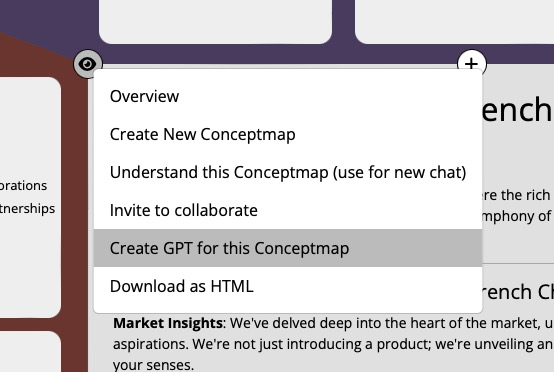 Overview
Create New Conceptmap
Understand this Conceptmap (use for new chat)
Invite to collaborate
Create GPT for this Conceptmap
Download as HTML
ench
ere the rich
mphony of
orations
tnerships
rench Ch
Market Insights: We've delved deep into the heart of the market, u
aspirations. We're not just introducing a product; we're unveiling an
your senses.